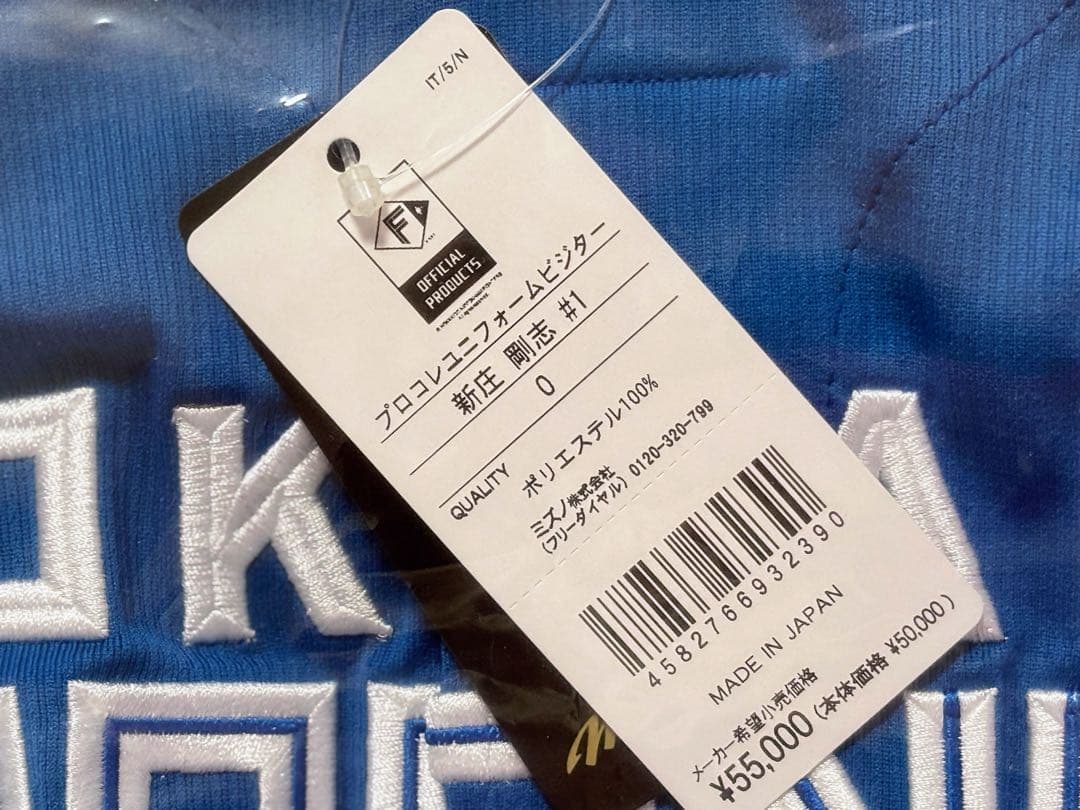 IT/5/N
F
OFFICIAL
PRODUCTS
プロコレユニフォームビジター
新庄 剛志 #1
0
QUALITY
ポリエステル100%
ミズノ株式会社
(フリーダイヤル) 0120-320-799
4582766932390
MADE IN JAPAN
メーカー希望小売価格
¥55,000 (本体価格 ¥50,000)